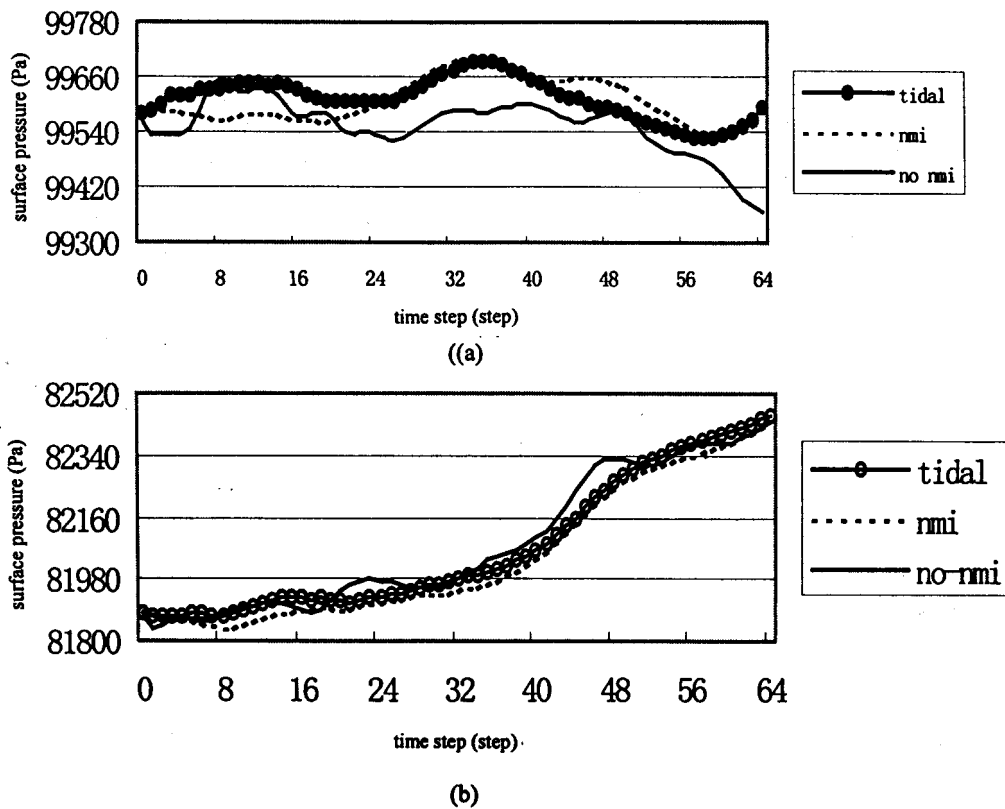 99780
99660
99540
99420
99300
surface pressure (Pa)
0 8 16 24 32 40 48 56 64
time step (step)
tidal
nmi
no nmi
((a)
82520
82340
82160
81980
81800
surface pressure (Pa)
0 8 16 24 32 40 48 56 64
time step (step)
tidal
nmi
no nmi
(b)